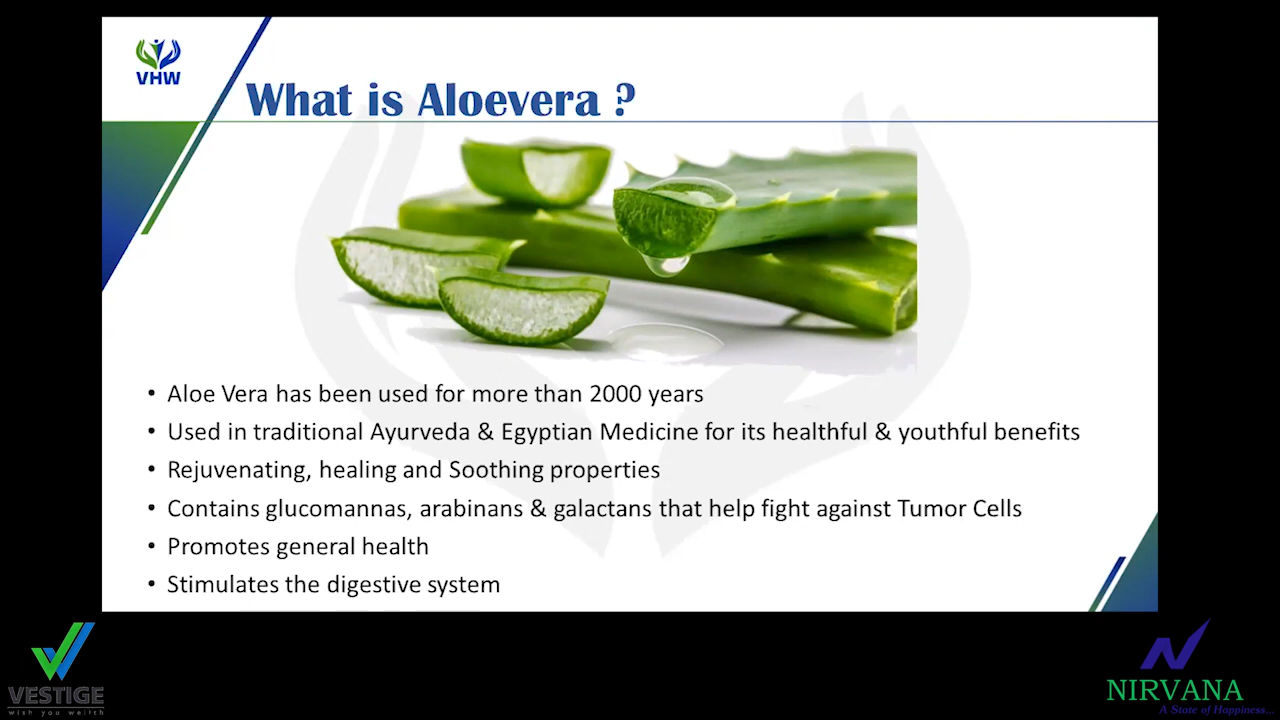 VHW
What is Aloevera ?
• Aloe Vera has been used for more than 2000 years
• Used in traditional Ayurveda & Egyptian Medicine for its healthful & youthful benefits
• Rejuvenating, healing and Soothing properties
• Contains glucomannas, arabinans & galactans that help fight against Tumor Cells
• Promotes general health
• Stimulates the digestive system
VESTIGE
wish you wellth
NIRVANA
A State of Happiness...